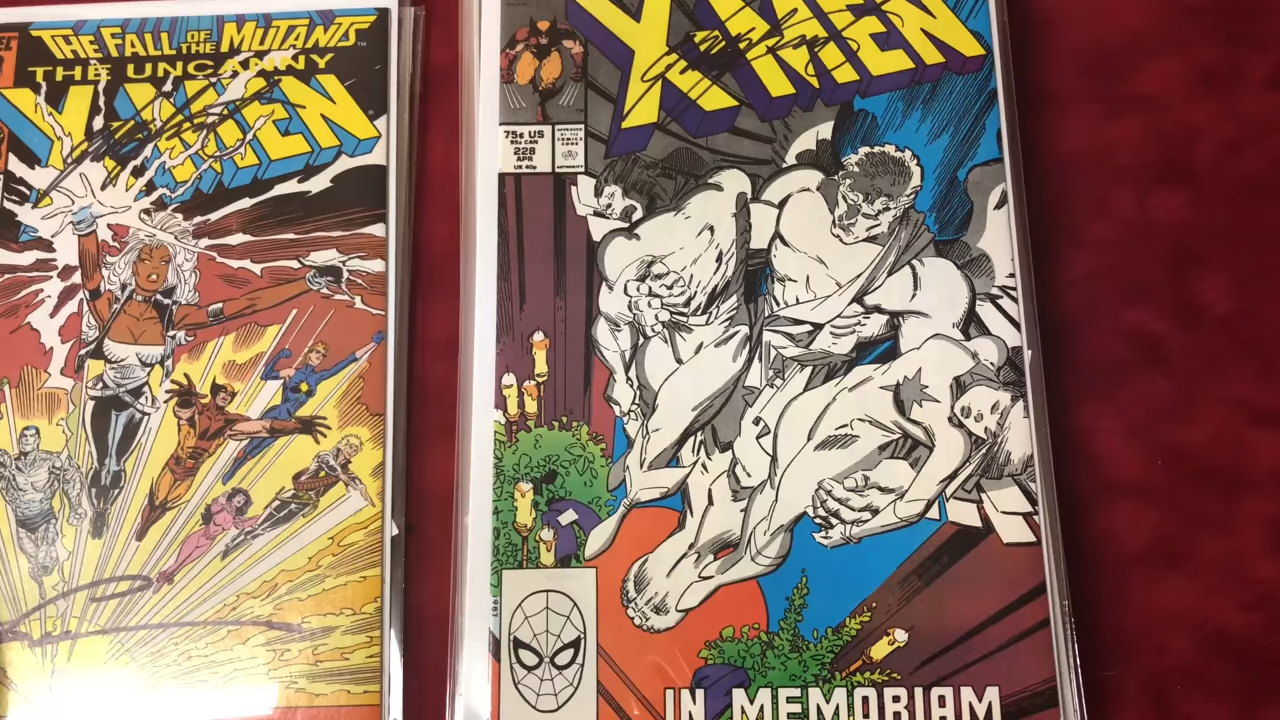 THE FALL OF THE MUTANTS™
THE UNCANNY
X-MEN
X-MEN
75¢ US
95¢ CAN
228
APR
UK 40p
APPROVED
BY THE
COMICS
CODE
AUTHORITY
IN MEMORIAM